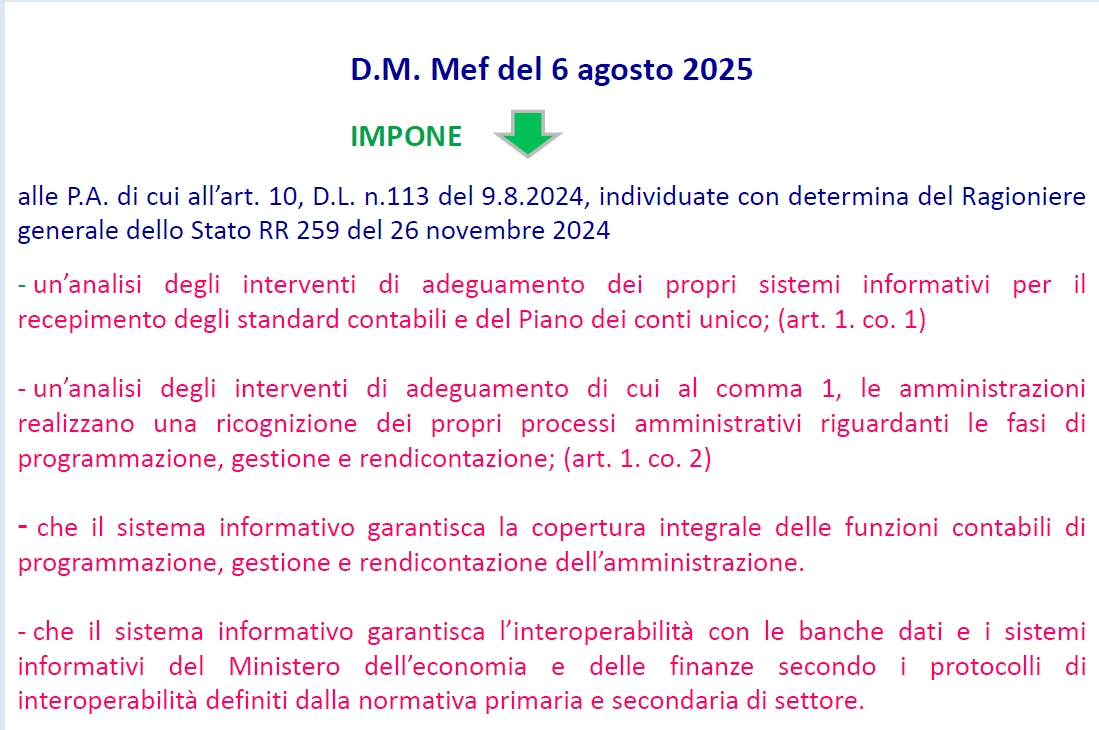 D.M. Mef del 6 agosto 2025
IMPONE
alle P.A. di cui all’art. 10, D.L. n.113 del 9.8.2024, individuate con determina del Ragioniere
generale dello Stato RR 259 del 26 novembre 2024
- un’analisi degli interventi di adeguamento dei propri sistemi informativi per il
recepimento degli standard contabili e del Piano dei conti unico; (art. 1. co. 1)
- un’analisi degli interventi di adeguamento di cui al comma 1, le amministrazioni
realizzano una ricognizione dei propri processi amministrativi riguardanti le fasi di
programmazione, gestione e rendicontazione; (art. 1. co. 2)
- che il sistema informativo garantisca la copertura integrale delle funzioni contabili di
programmazione, gestione e rendicontazione dell’amministrazione.
- che il sistema informativo garantisca l’interoperabilità con le banche dati e i sistemi
informativi del Ministero dell’economia e delle finanze secondo i protocolli di
interoperabilità definiti dalla normativa primaria e secondaria di settore.